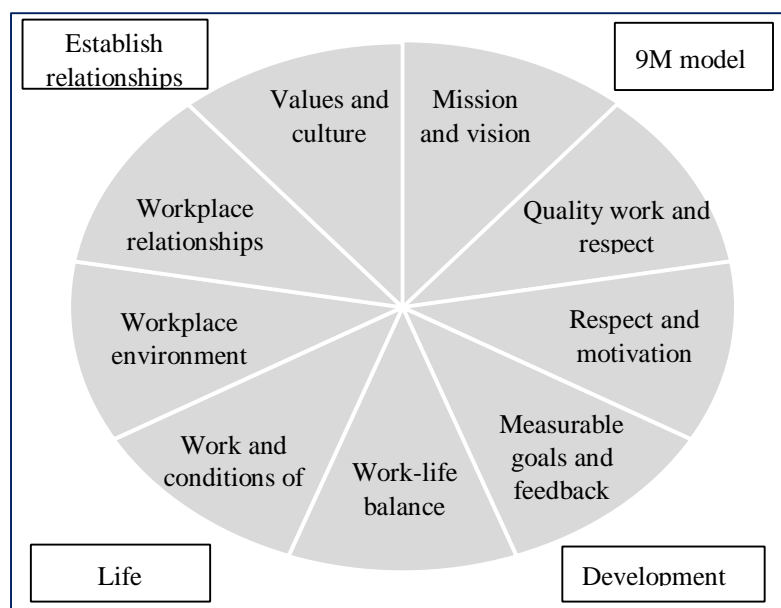 Establish
relationships
9M model
Values and
culture
Mission
and vision
Workplace
relationships
Quality work and
respect
Workplace
environment
Respect and
motivation
Work and
conditions of
Work-life
balance
Measurable
goals and
feedback
Life
Development